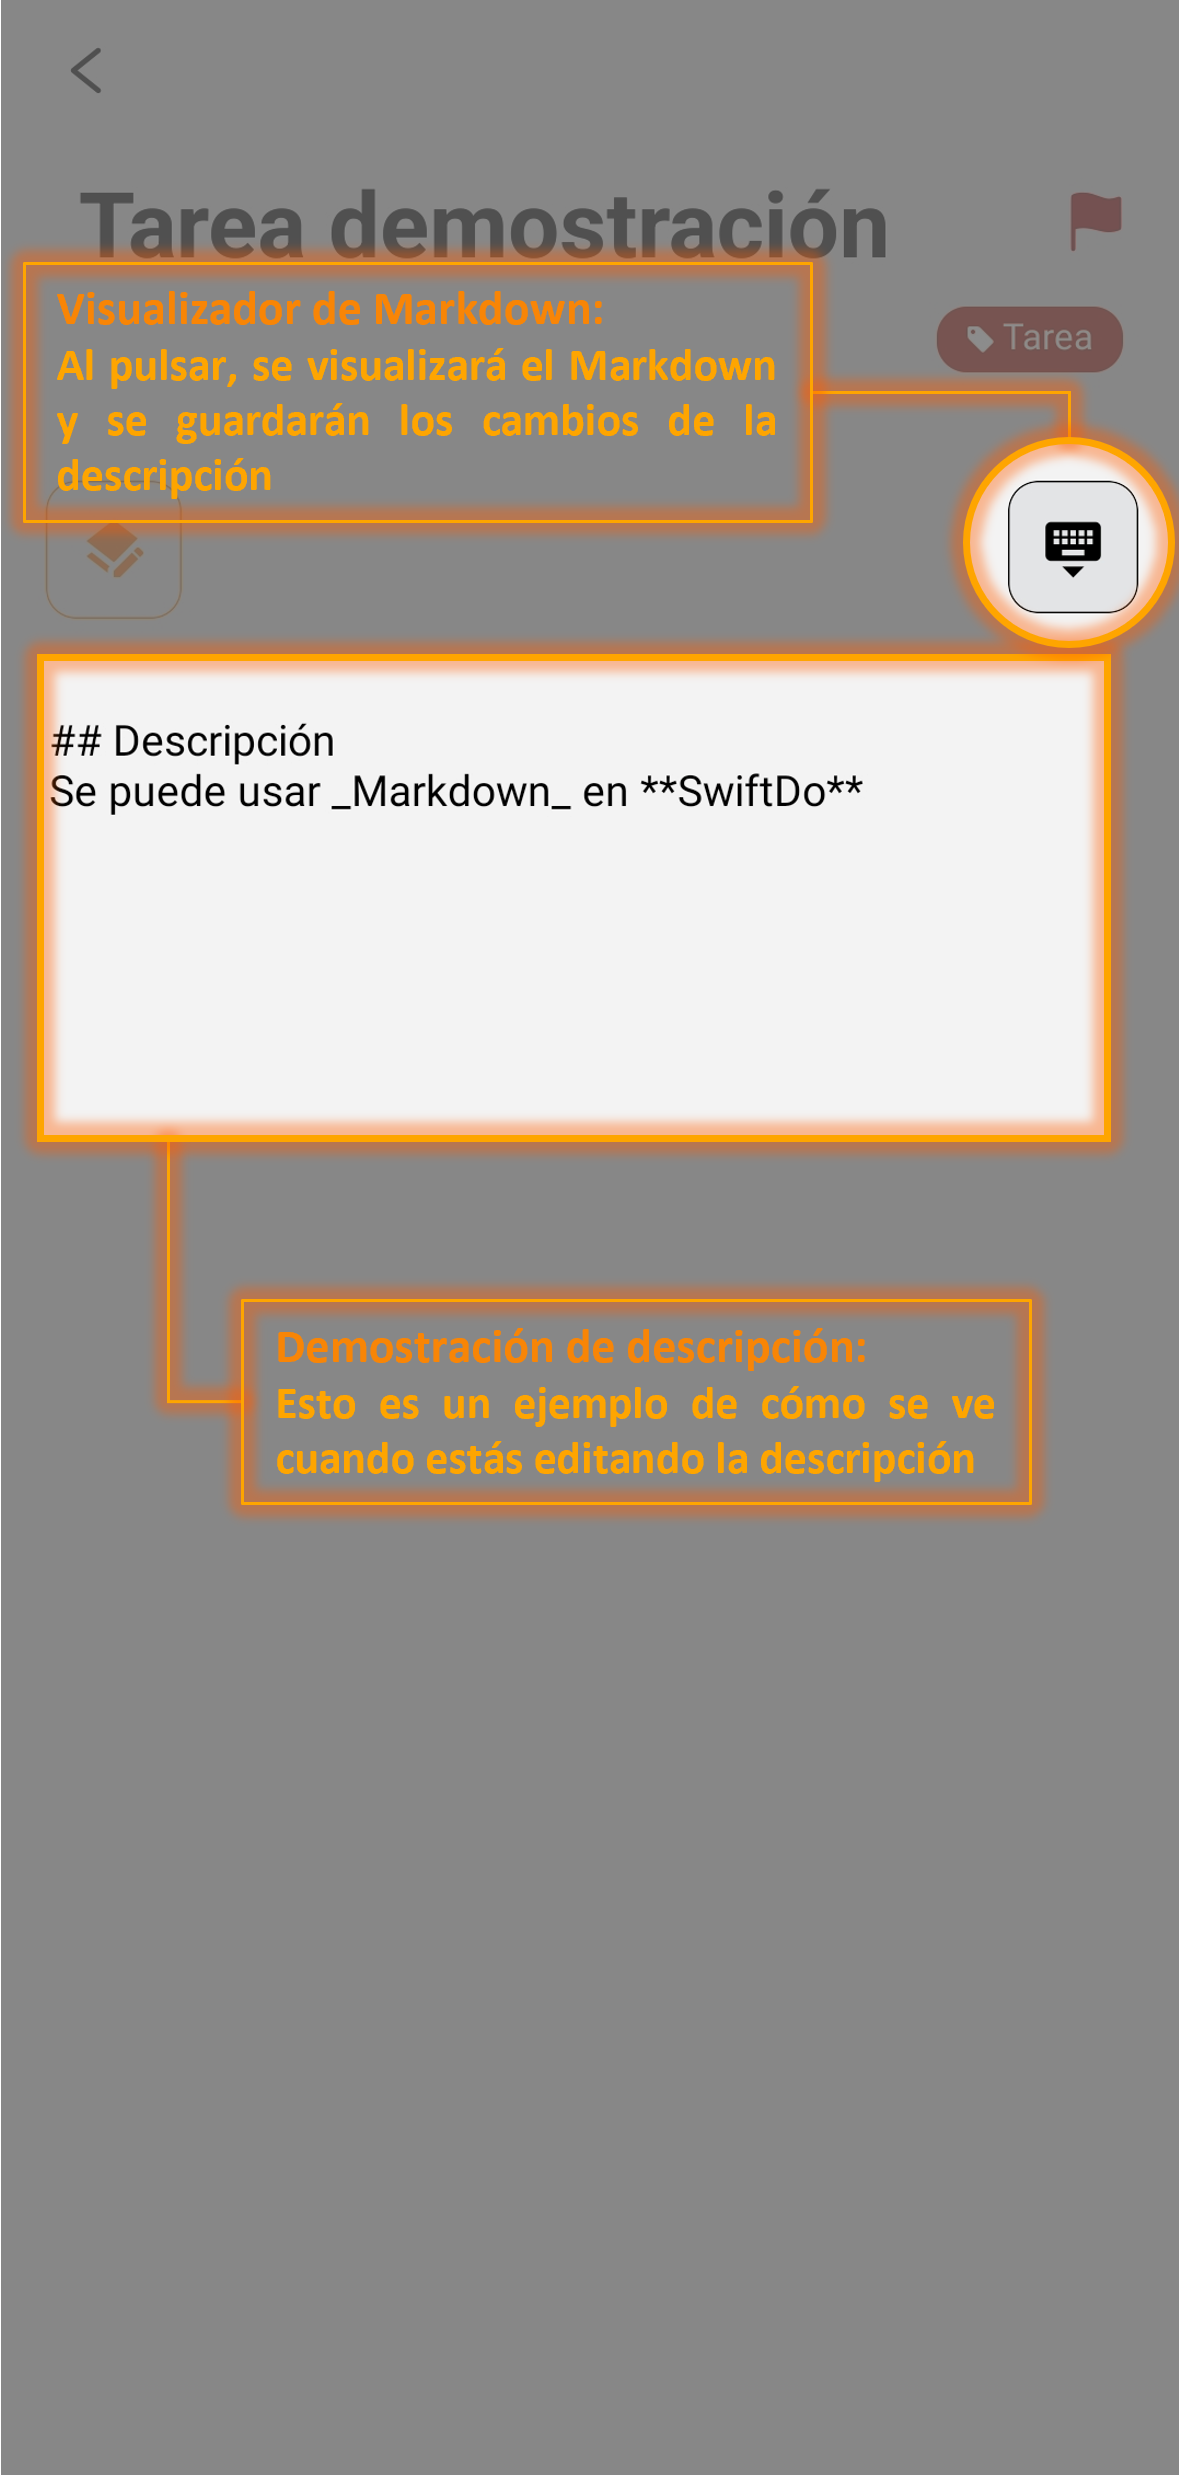 Tarea demostración
Visualizador de Markdown:
Al pulsar, se visualizará el Markdown
y se guardarán los cambios de la
descripción
Tarea
## Descripción
Se puede usar _Markdown_ en **SwiftDo**
Demostración de descripción:
Esto es un ejemplo de cómo se ve
cuando estás editando la descripción